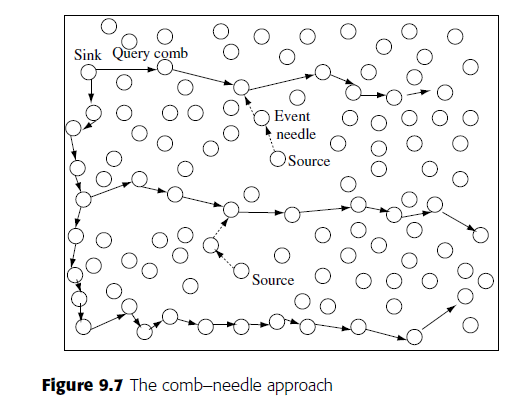 Sink Query comb
Event
needle
Source
Source
Figure 9.7 The comb–needle approach